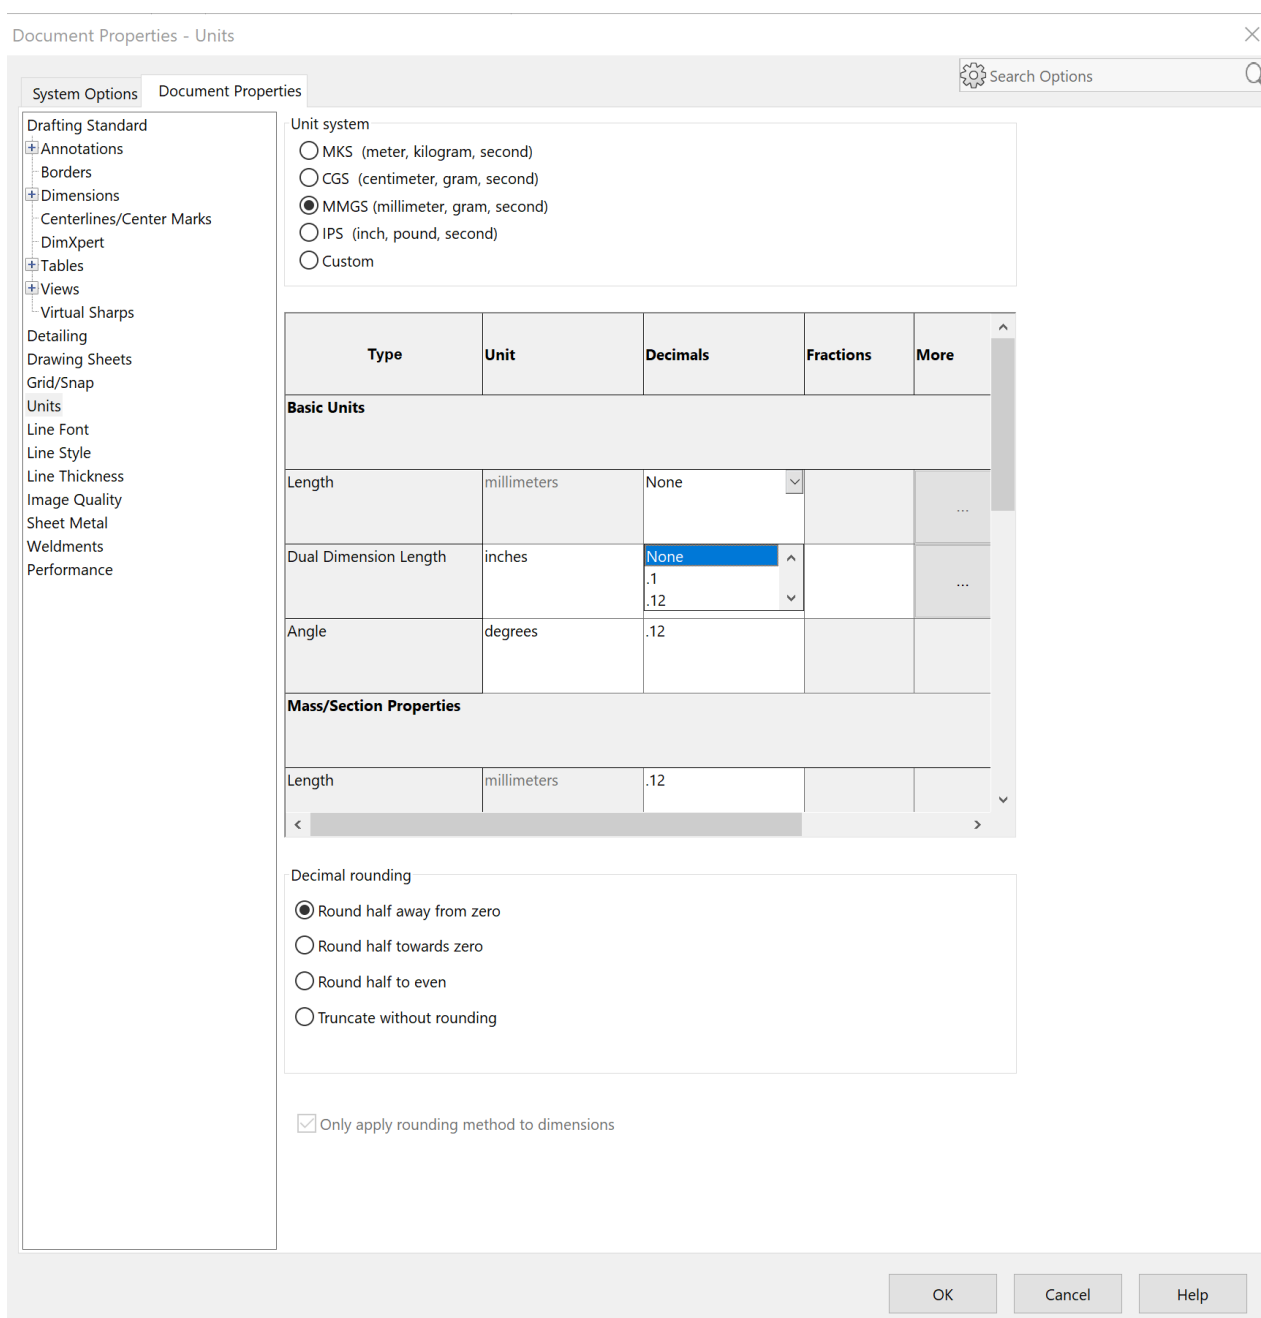 Document Properties - Units
Search Options
System Options
Document Properties
Drafting Standard
Annotations
Borders
Dimensions
Centerlines/Center Marks
DimXpert
Tables
Views
Virtual Sharps
Detailing
Drawing Sheets
Grid/Snap
Units
Line Font
Line Style
Line Thickness
Image Quality
Sheet Metal
Weldments
Performance
Unit system
MKS (meter, kilogram, second)
CGS (centimeter, gram, second)
MMGS (millimeter, gram, second)
IPS (inch, pound, second)
Custom
Type Unit Decimals Fractions More
Basic Units
Length millimeters None ...
Dual Dimension Length inches None ...
.1
.12
Angle degrees .12
Mass/Section Properties
Length millimeters .12
Decimal rounding
Round half away from zero
Round half towards zero
Round half to even
Truncate without rounding
Only apply rounding method to dimensions
OK Cancel Help